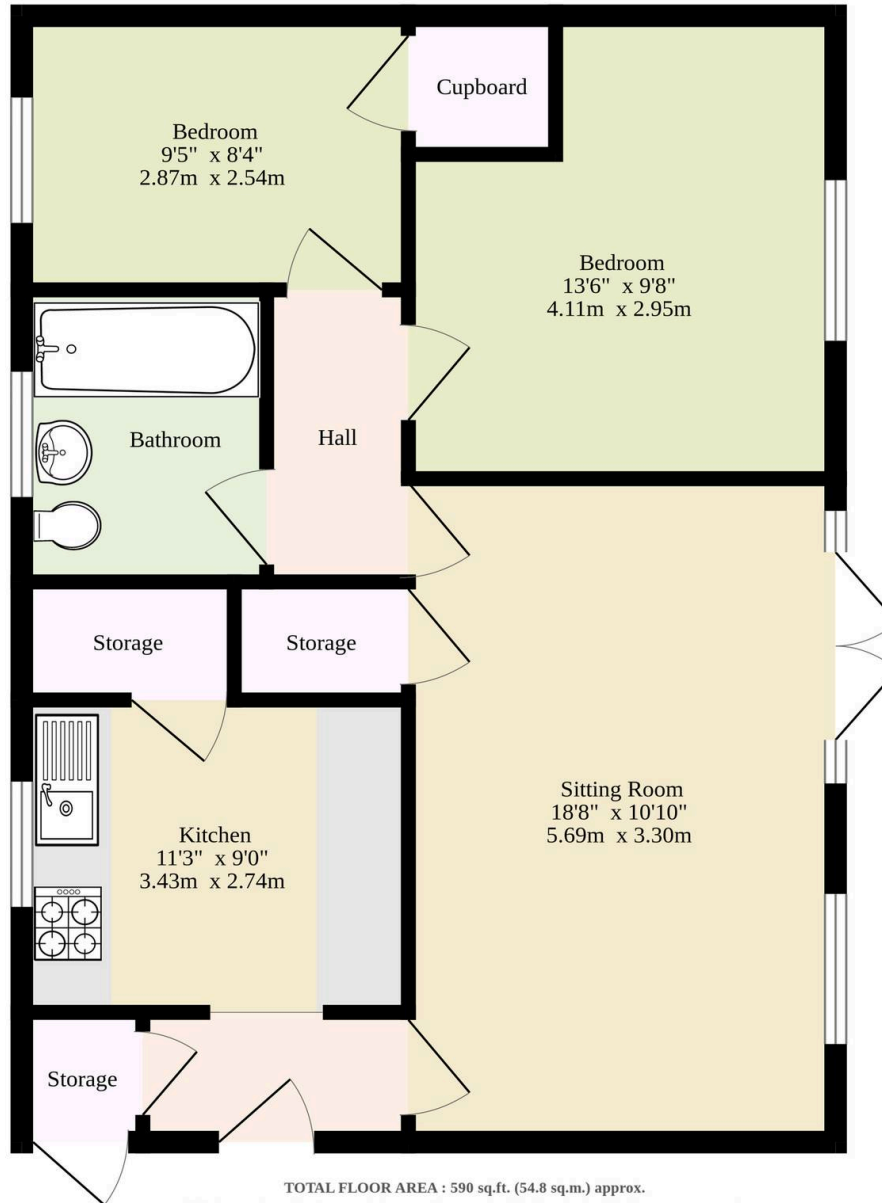 Cupboard
Bedroom
9'5" x 8'4"
2.87m x 2.54m
Bedroom
13'6" x 9'8"
4.11m x 2.95m
Bathroom
Hall
Storage
Storage
Sitting Room
18'8" x 10'10"
5.69m x 3.30m
Kitchen
11'3" x 9'0"
3.43m x 2.74m
Storage
TOTAL FLOOR AREA : 590 sq.ft. (54.8 sq.m.) approx.